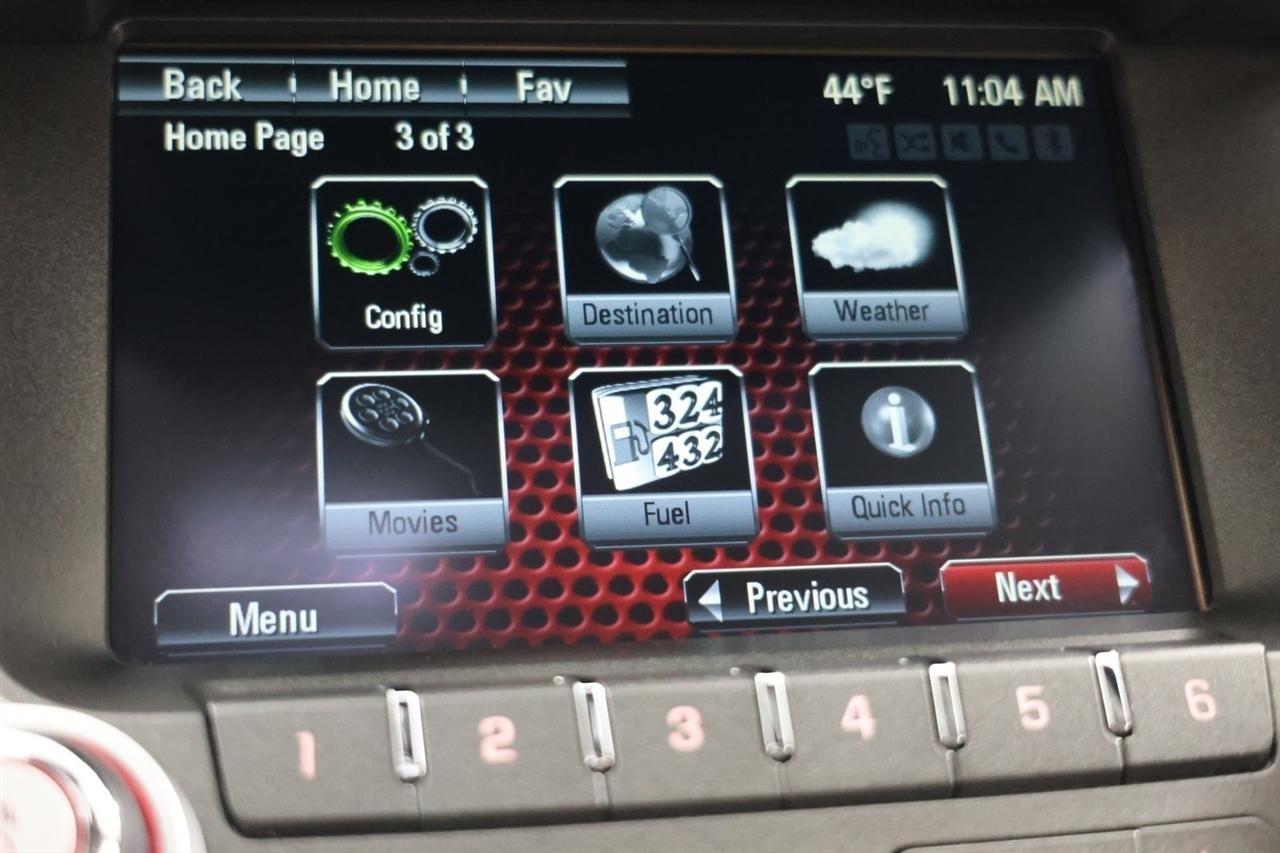 Back Home Fav 44°F 11:04 AM
Home Page 3 of 3
Config Destination Weather
324
432
Movies Fuel Quick Info
Menu Previous Next
1 2 3 4 5 6